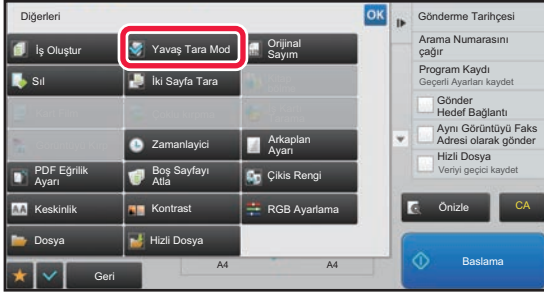 Diğerleri
OK
İş Oluştur
Yavaş Tara Mod
Orijinal
Sayım
Sıl
İki Sayfa Tara
Zamanlayici
Arkaplan
Ayarı
PDF Eğrilik
Ayarı
Boş Sayfayı
Atla
Çikis Rengi
Keskinlik
Kontrast
RGB Ayarlama
Dosya
Hizli Dosya
Geri
A4
A4
Gönderme Tarihçesi
Arama Numarasını
çağır
Program Kaydı
Geçerli Ayarları kaydet
Gönder
Hedef Bağlantı
Aynı Görüntüyü Faks
Adresi olarak gönder
Hizli Dosya
Veriyi geçici kaydet
Önizle
CA
Baslama